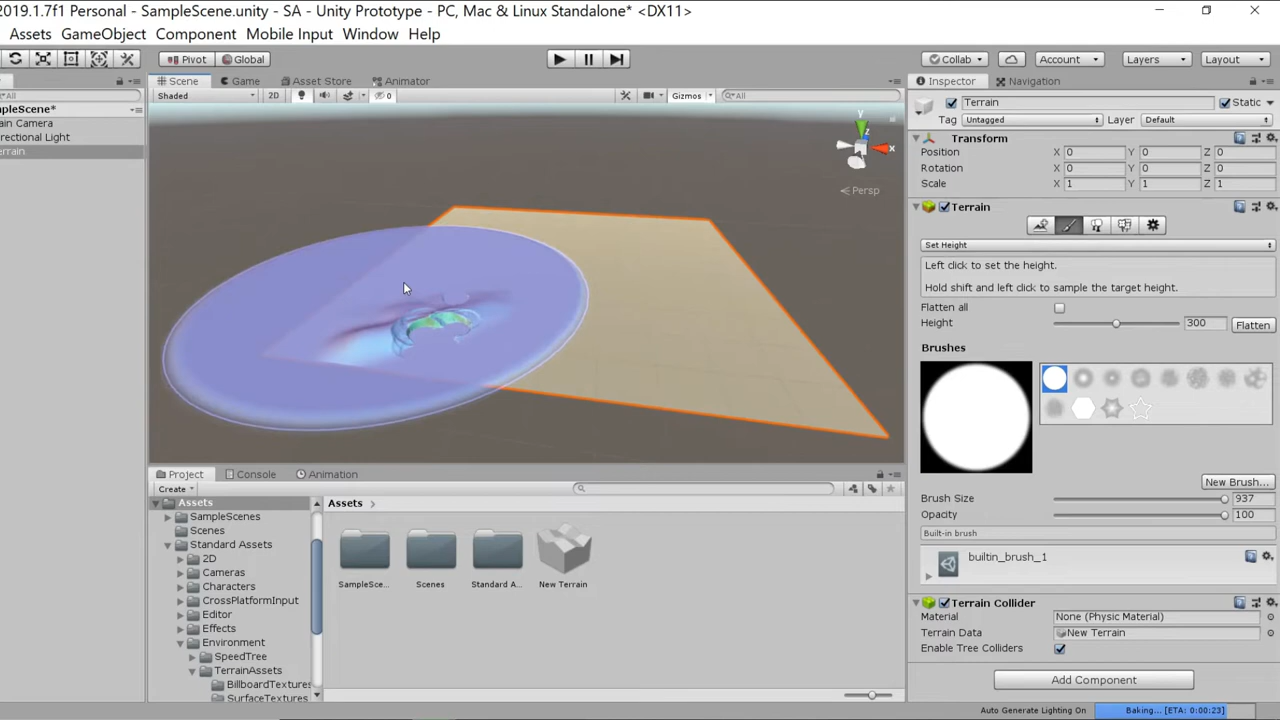 2019.1.7f1 Personal - SampleScene.unity - SA - Unity Prototype - PC, Mac & Linux Standalone* <DX11>
Assets GameObject Component Mobile Input Window Help
Pivot Global Collab Account Layers Layout
Scene Game Asset Store Animator
Shaded 2D 0 Gizmos All
All
mpleScene*
ain Camera
irectional Light
errain
y
z
x
Persp
Inspector Navigation
Terrain Static
Tag Untagged Layer Default
Transform
Position X 0 Y 0 Z 0
Rotation X 0 Y 0 Z 0
Scale X 1 Y 1 Z 1
Terrain
Set Height
Left click to set the height.
Hold shift and left click to sample the target height.
Flatten all
Height 300 Flatten
Brushes
New Brush...
Brush Size 937
Opacity 100
Built-in brush
builtin_brush_1
Terrain Collider
Material None (Physic Material)
Terrain Data New Terrain
Enable Tree Colliders
Add Component
Project Console Animation
Create
Assets
SampleScenes
Scenes
Standard Assets
2D
Cameras
Characters
CrossPlatformInput
Editor
Effects
Environment
SpeedTree
TerrainAssets
BillboardTextures
SurfaceTextures
Assets
SampleSce... Scenes Standard A... New Terrain
Auto Generate Lighting On Baking... [ETA: 0:00:23]